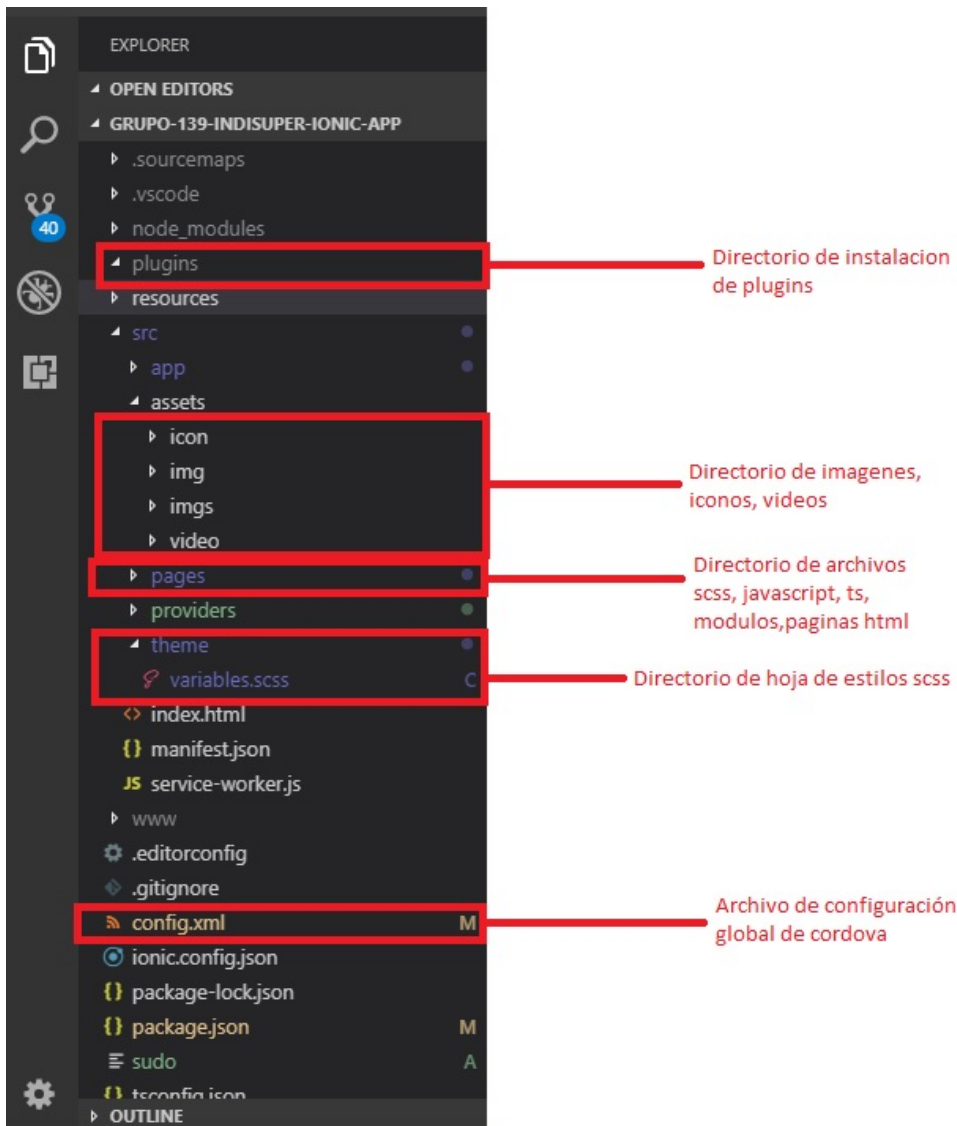 EXPLORER
OPEN EDITORS
GRUPO-139-INDISUPER-IONIC-APP
.sourcemaps
.vscode
40
node_modules
plugins
Directorio de instalacion
de plugins
resources
src
app
assets
icon
img
imgs
video
Directorio de imagenes,
iconos, videos
pages
Directorio de archivos
scss, javascript, ts,
modulos,paginas html
providers
theme
variables.scss C
Directorio de hoja de estilos scss
<> index.html
{} manifest.json
JS service-worker.js
www
.editorconfig
.gitignore
config.xml M
Archivo de configuración
global de cordova
ionic.config.json
{} package-lock.json
{} package.json M
sudo A
{} tsconfig.json
OUTLINE